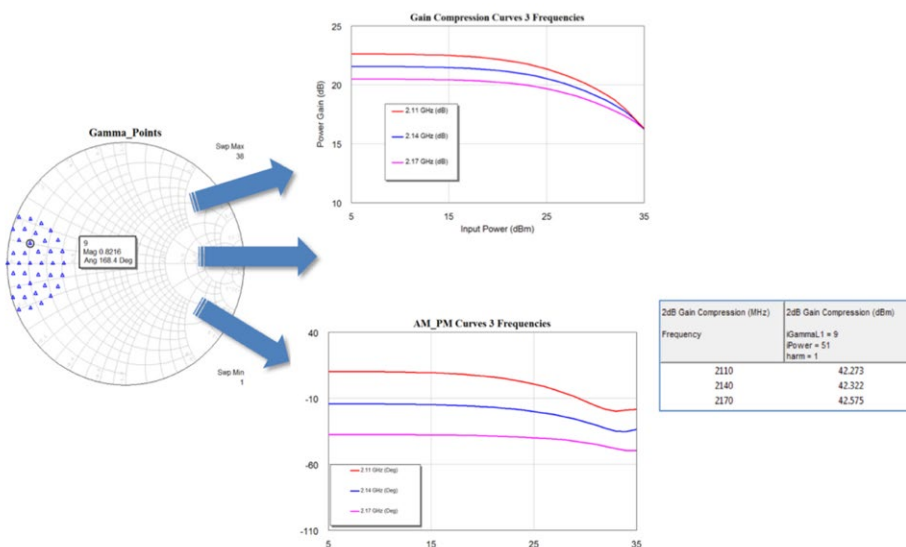 Gain Compression Curves 3 Frequencies
25
20
15
10
Power Gain (dB)
2.11 GHz (dB)
2.14 GHz (dB)
2.17 GHz (dB)
5
15
25
35
Input Power (dBm)
Gamma_Points
Swp Max
38
9
Mag 0.8216
Ang 168.4 Deg
Swp Min
1
AM_PM Curves 3 Frequencies
40
-10
-60
-110
2.11 GHz (Deg)
2.14 GHz (Deg)
2.17 GHz (Deg)
5
15
25
35
2dB Gain Compression (MHz)
2dB Gain Compression (dBm)
Frequency
iGammaL1 = 9
iPower = 51
harm = 1
2110 42.273
2140 42.322
2170 42.575